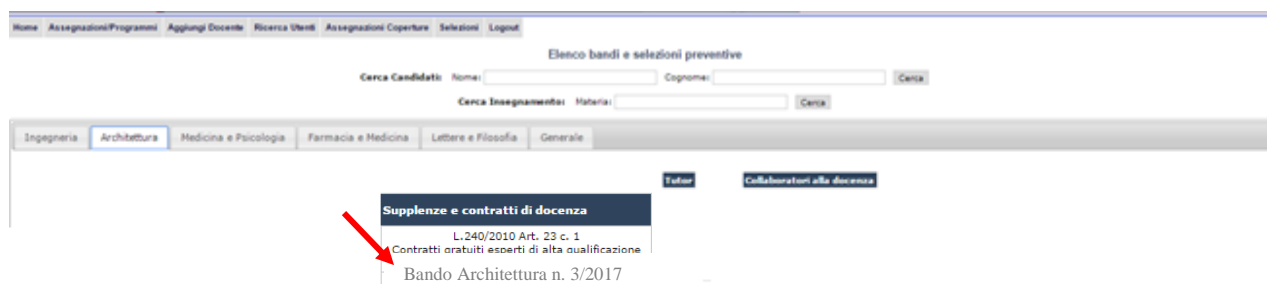 Home Assegnazioni/Programmi Aggiungi Docente Ricerca Utenti Assegnazioni Coperture Selezioni Logout
Elenco bandi e selezioni preventive
Cerca Candidati: Nome: Cognome: Cerca
Cerca Insegnamento: Materia: Cerca
Ingegneria Architettura Medicina e Psicologia Farmacia e Medicina Lettere e Filosofia Generale
Tutor Collaboratori alla docenza
Supplenze e contratti di docenza
L.240/2010 Art. 23 c. 1
Contratti gratuiti esperti di alta qualificazione
Bando Architettura n. 3/2017